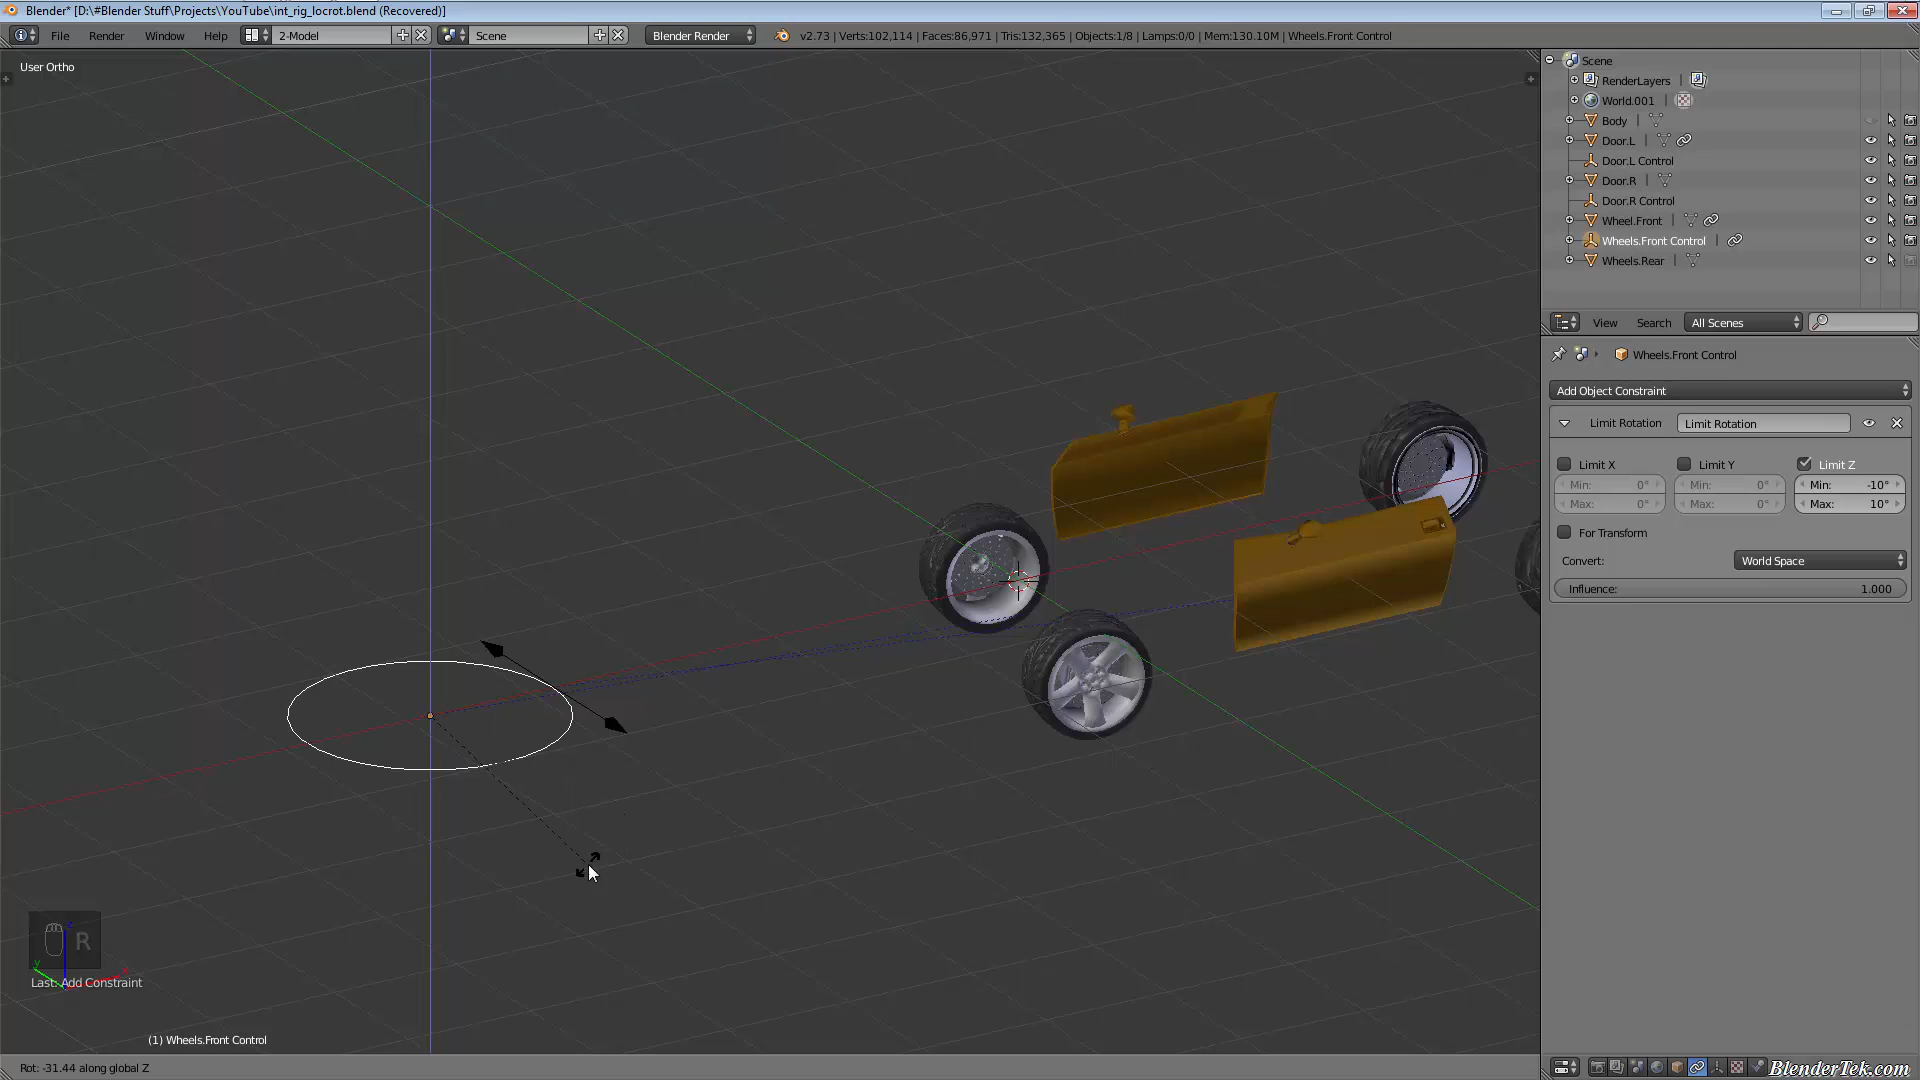 Blender* [D:\#Blender Stuff\Projects\YouTube\int_rig_locrot.blend (Recovered)]
File Render Window Help 2-Model Scene Blender Render v2.73 | Verts:102,114 | Faces:86,971 | Tris:132,365 | Objects:1/8 | Lamps:0/0 | Mem:130.10M | Wheels.Front Control
User Ortho
Scene
RenderLayers
World.001
Body
Door.L
Door.L Control
Door.R
Door.R Control
Wheel.Front
Wheels.Front Control
Wheels.Rear
View Search All Scenes
Wheels.Front Control
Add Object Constraint
Limit Rotation Limit Rotation
Limit X Limit Y Limit Z
Min: 0° Min: 0° Min: -10°
Max: 0° Max: 0° Max: 10°
For Transform
Convert: World Space
Influence: 1.000
R
z
y
x
Last: Add Constraint
(1) Wheels.Front Control
Rot: -31.44 along global Z
BlenderTek.com